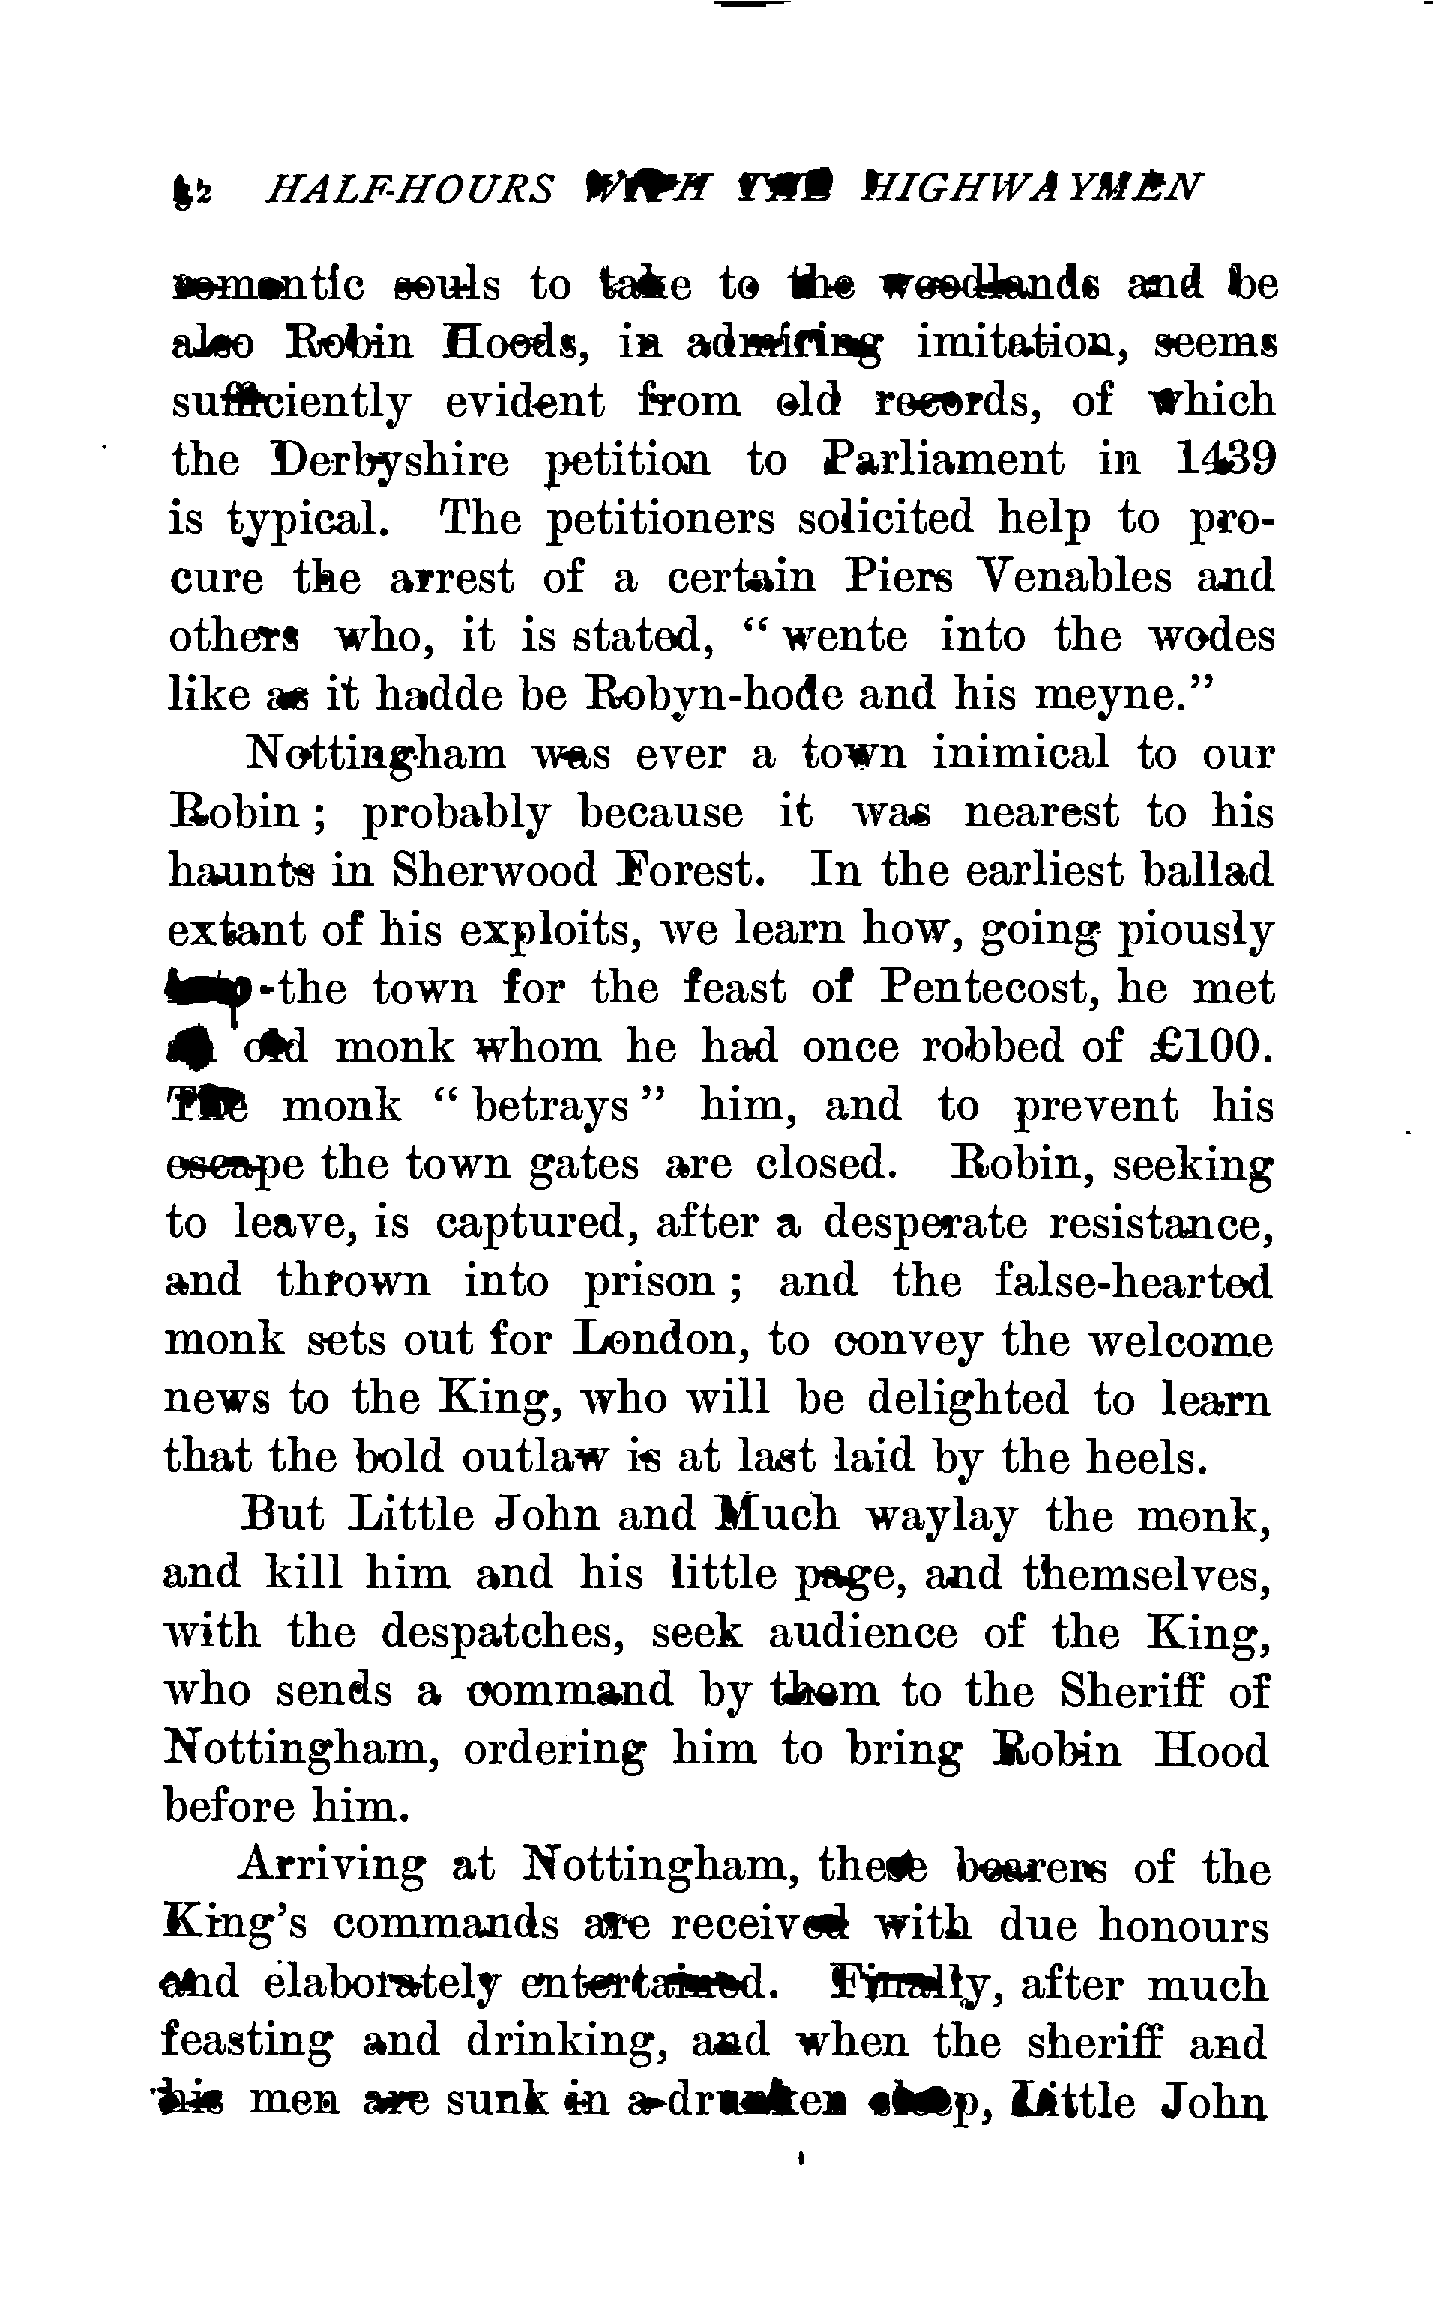 HALF-HOURS WITH THE HIGHWAYMEN
romantic souls to take to the woodlands and be
also Robin Hoods, in admiring imitation, seems
sufficiently evident from old records, of which
the Derbyshire petition to Parliament in 1439
is typical. The petitioners solicited help to pro-
cure the arrest of a certain Piers Venables and
others who, it is stated, “ wente into the wodes
like as it hadde be Robyn-hode and his meyne.”
Nottingham was ever a town inimical to our
Robin ; probably because it was nearest to his
haunts in Sherwood Forest. In the earliest ballad
extant of his exploits, we learn how, going piously
the town for the feast of Pentecost, he met
old monk whom he had once robbed of £100.
The monk “ betrays ” him, and to prevent his
escape the town gates are closed. Robin, seeking
to leave, is captured, after a desperate resistance,
and thrown into prison ; and the false-hearted
monk sets out for London, to convey the welcome
news to the King, who will be delighted to learn
that the bold outlaw is at last laid by the heels.
But Little John and Much waylay the monk,
and kill him and his little page, and themselves,
with the despatches, seek audience of the King,
who sends a command by them to the Sheriff of
Nottingham, ordering him to bring Robin Hood
before him.
Arriving at Nottingham, these bearers of the
King’s commands are received with due honours
and elaborately entertained. Finally, after much
feasting and drinking, and when the sheriff and
his men are sunk in a drunken sleep, Little John